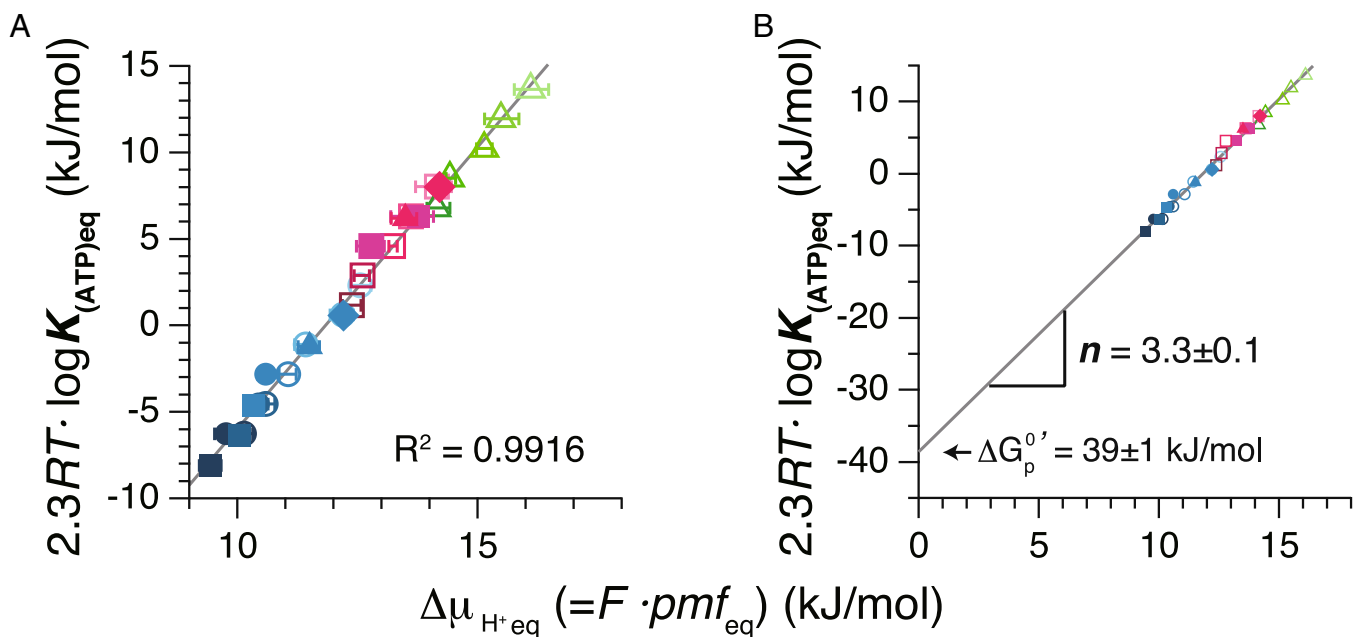 A
2.3RT· logK(ATP)eq (kJ/mol)
15
10
5
0
-5
-10
10
15
R² = 0.9916
B
2.3RT· logK(ATP)eq (kJ/mol)
10
0
-10
-20
-30
-40
0
5
10
15
n = 3.3±0.1
← ΔGp0′ = 39±1 kJ/mol
ΔμH+eq (=F ·pmfeq) (kJ/mol)